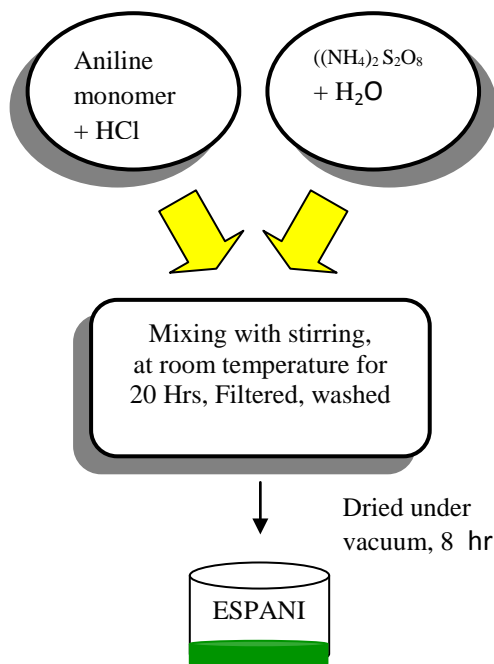 Aniline
monomer
+ HCl
((NH₄)₂ S₂O₈
+ H₂O
Mixing with stirring,
at room temperature for
20 Hrs, Filtered, washed
Dried under
vacuum, 8 hr
ESPANI